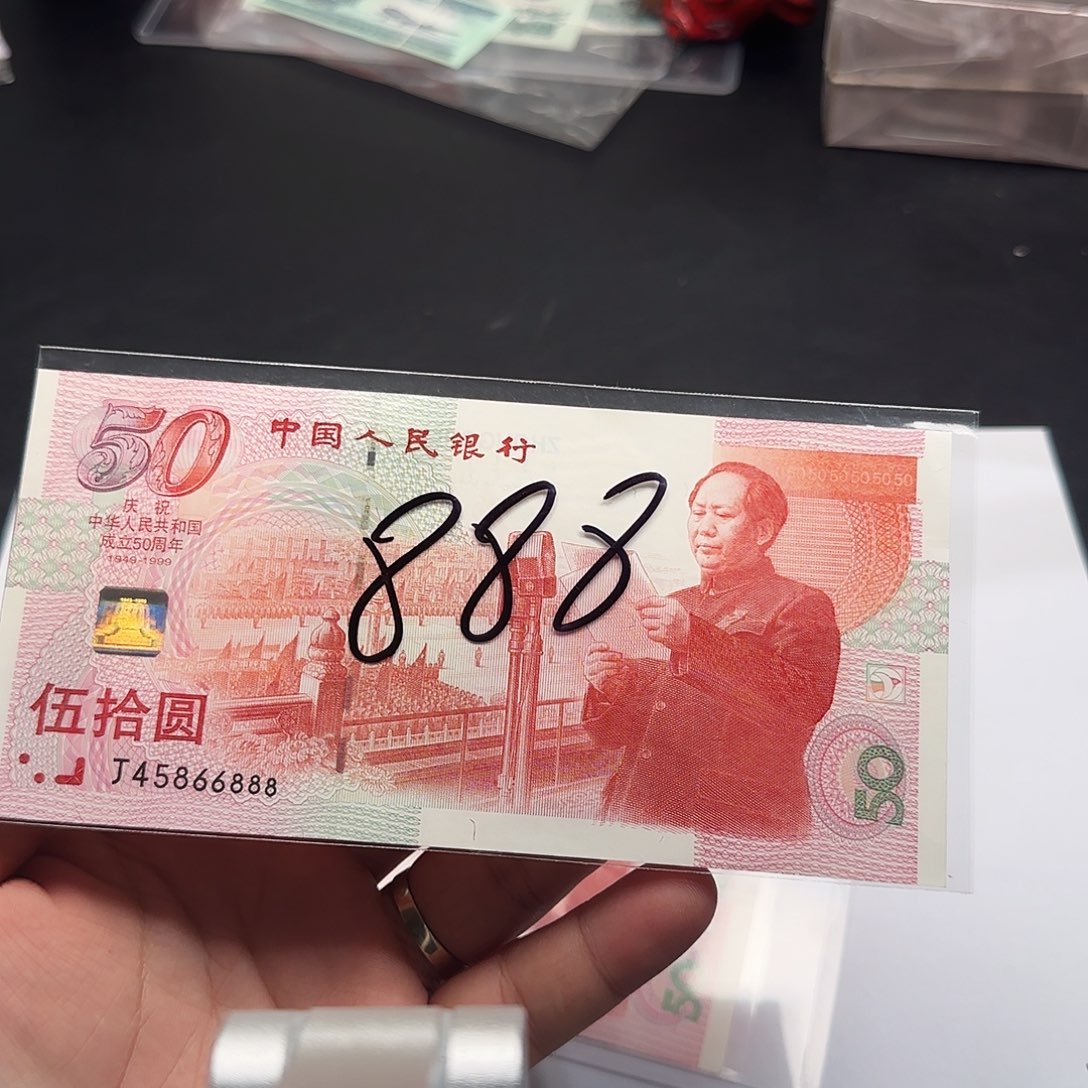 50
中国人民银行
庆祝
中华人民共和国
成立50周年
1949-1999
888
伍拾圆
J45866888
50